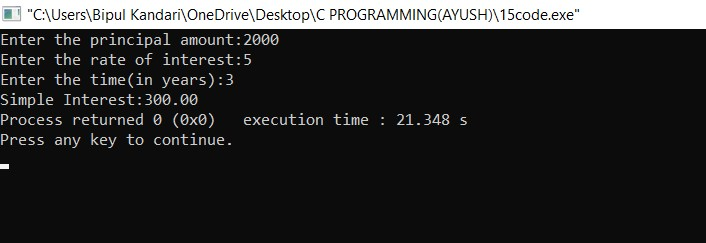 "C:\Users\Bipul Kandari\OneDrive\Desktop\C PROGRAMMING(AYUSH)\15code.exe"
Enter the principal amount:2000
Enter the rate of interest:5
Enter the time(in years):3
Simple Interest:300.00
Process returned 0 (0x0)   execution time : 21.348 s
Press any key to continue.